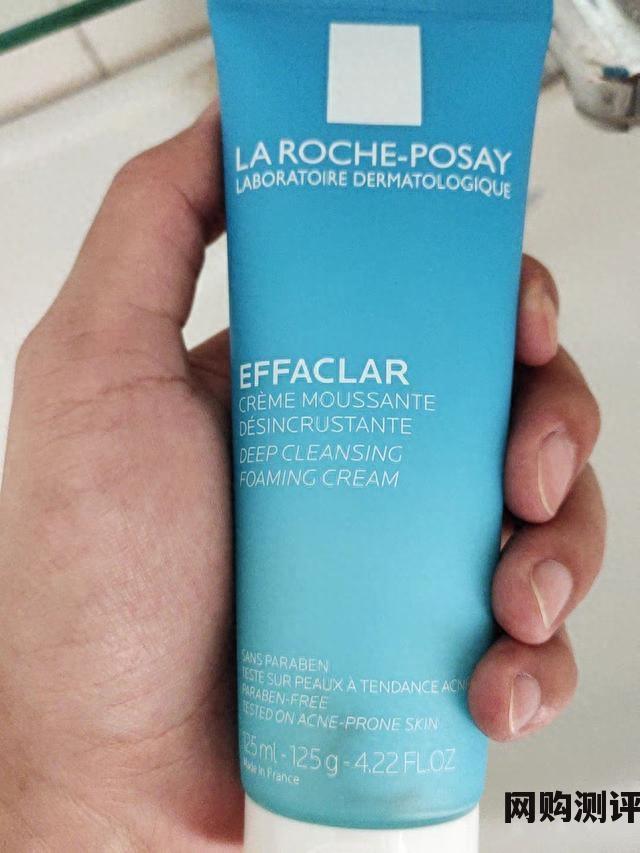 LA ROCHE-POSAY
LABORATOIRE DERMATOLOGIQUE
EFFACLAR
CRÈME MOUSSANTE
DÉSINCRUSTANTE
DEEP CLEANSING
FOAMING CREAM
SANS PARABEN
TESTÉ SUR PEAUX À TENDANCE ACN
PARABEN-FREE
TESTED ON ACNE-PRONE SKIN
125 ml - 125 g - 4.22 FL.OZ
Made in France
网购测评